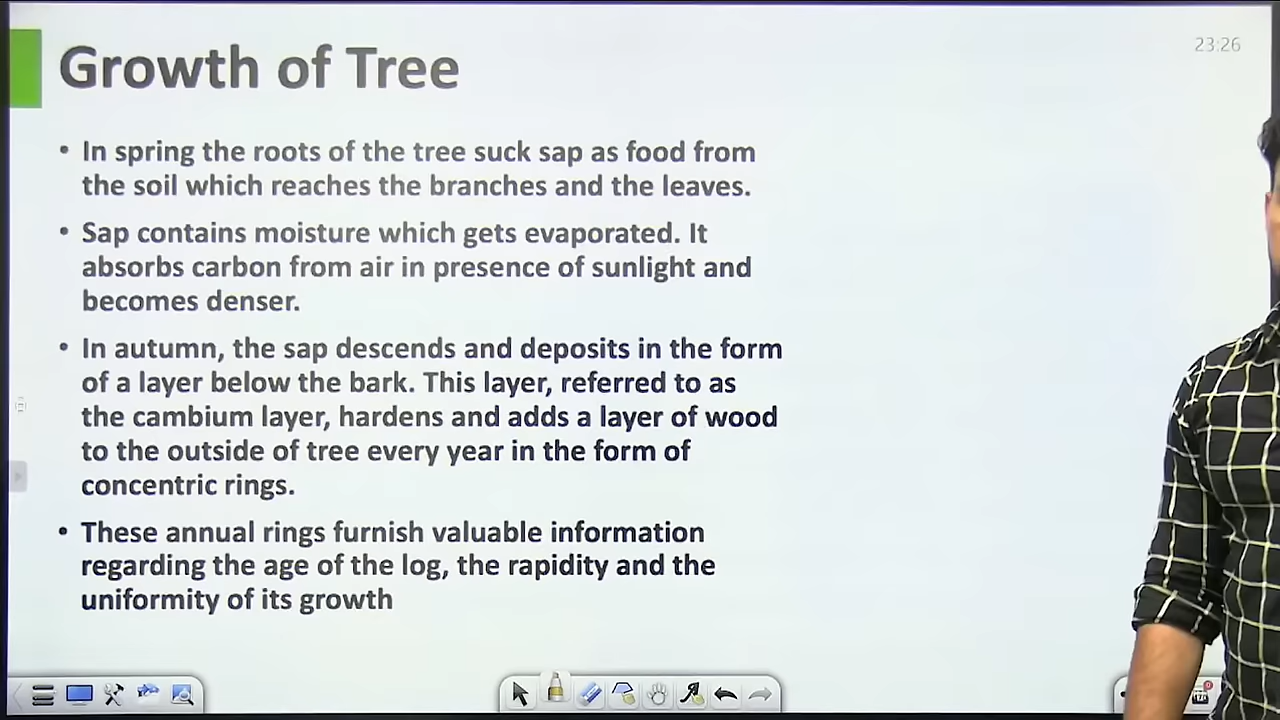 Growth of Tree
23:26
• In spring the roots of the tree suck sap as food from
the soil which reaches the branches and the leaves.
• Sap contains moisture which gets evaporated. It
absorbs carbon from air in presence of sunlight and
becomes denser.
• In autumn, the sap descends and deposits in the form
of a layer below the bark. This layer, referred to as
the cambium layer, hardens and adds a layer of wood
to the outside of tree every year in the form of
concentric rings.
• These annual rings furnish valuable information
regarding the age of the log, the rapidity and the
uniformity of its growth